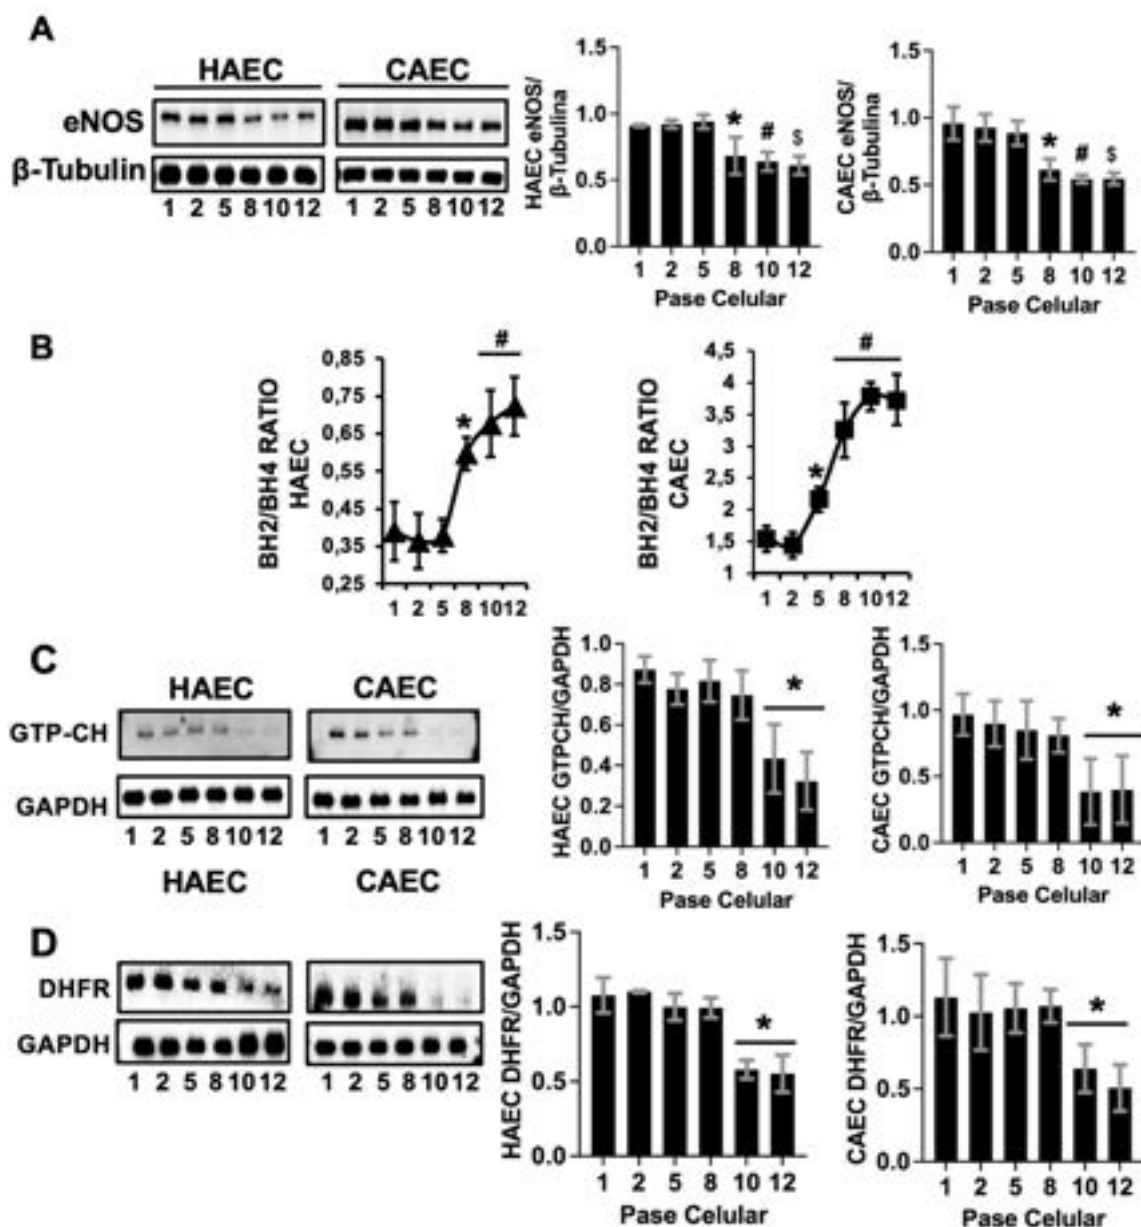 A
HAEC CAEC
eNOS
β-Tubulin
1 2 5 8 10 12 1 2 5 8 10 12
HAEC eNOS/
β-Tubulina
1.5
1.0
0.5
0.0
* # $
1 2 5 8 10 12
Pase Celular
CAEC eNOS/
β-Tubulina
1.5
1.0
0.5
0.0
* # $
1 2 5 8 10 12
Pase Celular
B
BH2/BH4 RATIO
HAEC
0,85
0,75
0,65
0,55
0,45
0,35
0,25
* #
1 2 5 8 10 12
BH2/BH4 RATIO
CAEC
4,5
4
3,5
3
2,5
2
1,5
1
* #
1 2 5 8 10 12
C
HAEC CAEC
GTP-CH
GAPDH
1 2 5 8 10 12 1 2 5 8 10 12
HAEC GTPCH/GAPDH
1.0
0.8
0.6
0.4
0.2
0.0
*
1 2 5 8 10 12
Pase Celular
CAEC GTPCH/GAPDH
1.5
1.0
0.5
0.0
*
1 2 5 8 10 12
Pase Celular
HAEC CAEC
D
DHFR
GAPDH
1 2 5 8 10 12 1 2 5 8 10 12
HAEC DHFR/GAPDH
1.5
1.0
0.5
0.0
*
1 2 5 8 10 12
Pase Celular
CAEC DHFR/GAPDH
1.5
1.0
0.5
0.0
*
1 2 5 8 10 12
Pase Celular